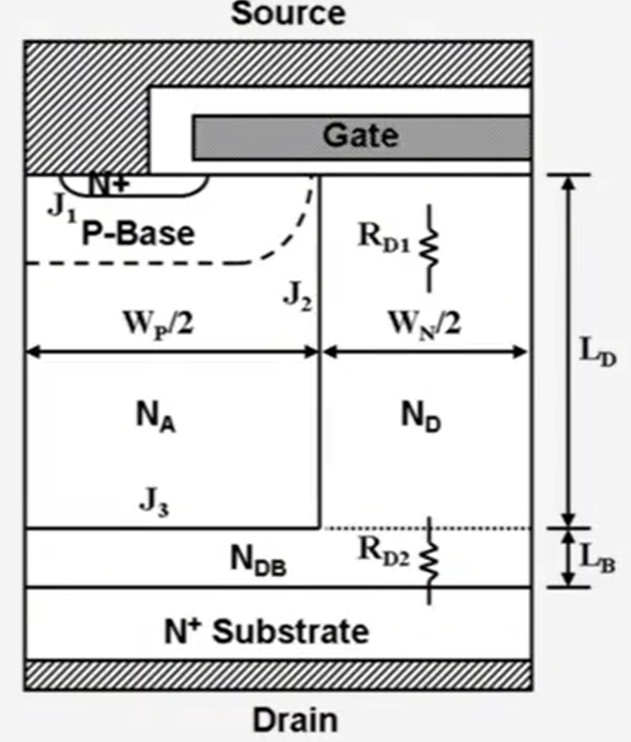 Source
Gate
N+
J1
P-Base
RD1
J2
WP/2
WN/2
LD
NA
ND
J3
NDB
RD2
LB
N+ Substrate
Drain